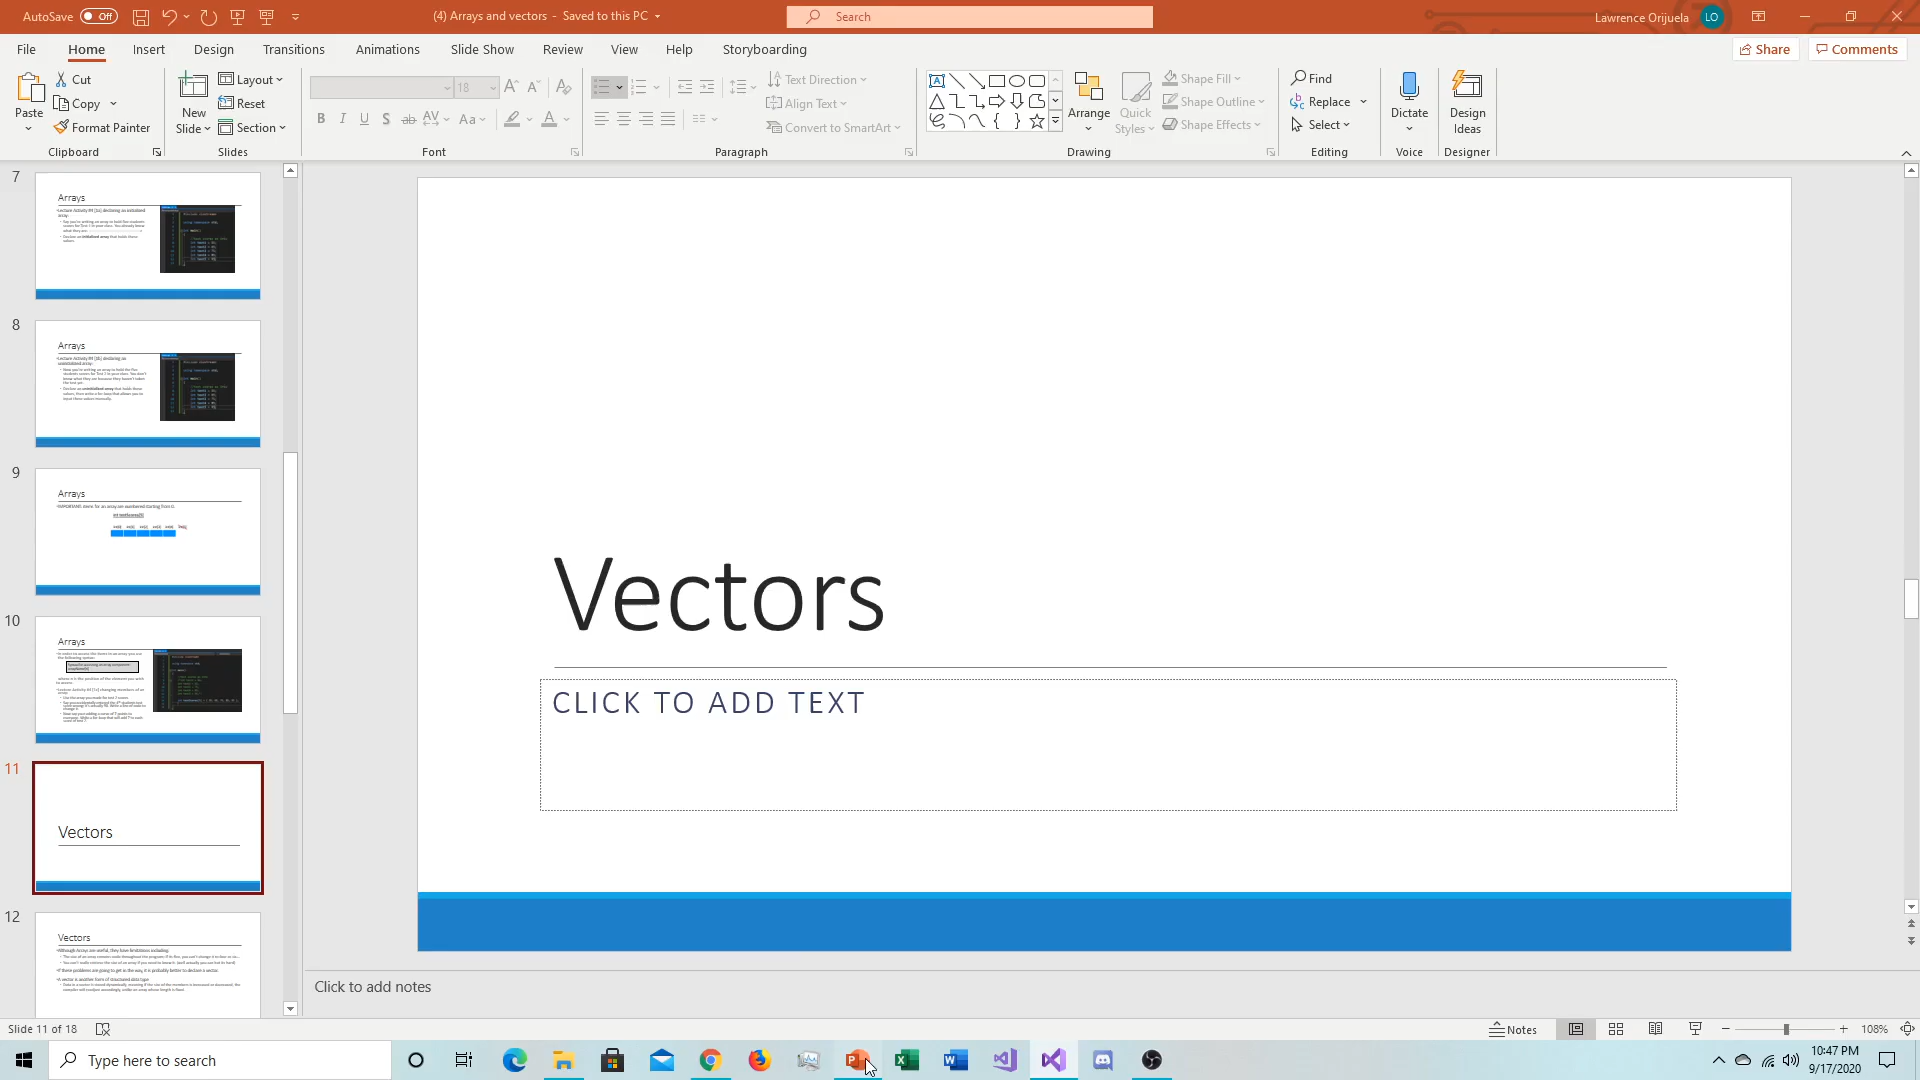 AutoSave Off
(4) Arrays and vectors - Saved to this PC
Search
Lawrence Orijuela LO
File Home Insert Design Transitions Animations Slide Show Review View Help Storyboarding
Share Comments
Paste
Cut
Copy
Format Painter
Clipboard
New Slide
Layout
Reset
Section
Slides
18
B I U S ab AV Aa A
Font
Text Direction
Align Text
Convert to SmartArt
Paragraph
Arrange
Quick Styles
Shape Fill
Shape Outline
Shape Effects
Drawing
Find
Replace
Select
Editing
Dictate
Voice
Design Ideas
Designer
7
Arrays
8
Arrays
9
Arrays
10
Arrays
11
Vectors
12
Vectors
Vectors
CLICK TO ADD TEXT
Click to add notes
Slide 11 of 18
Notes
108%
Type here to search
10:47 PM
9/17/2020